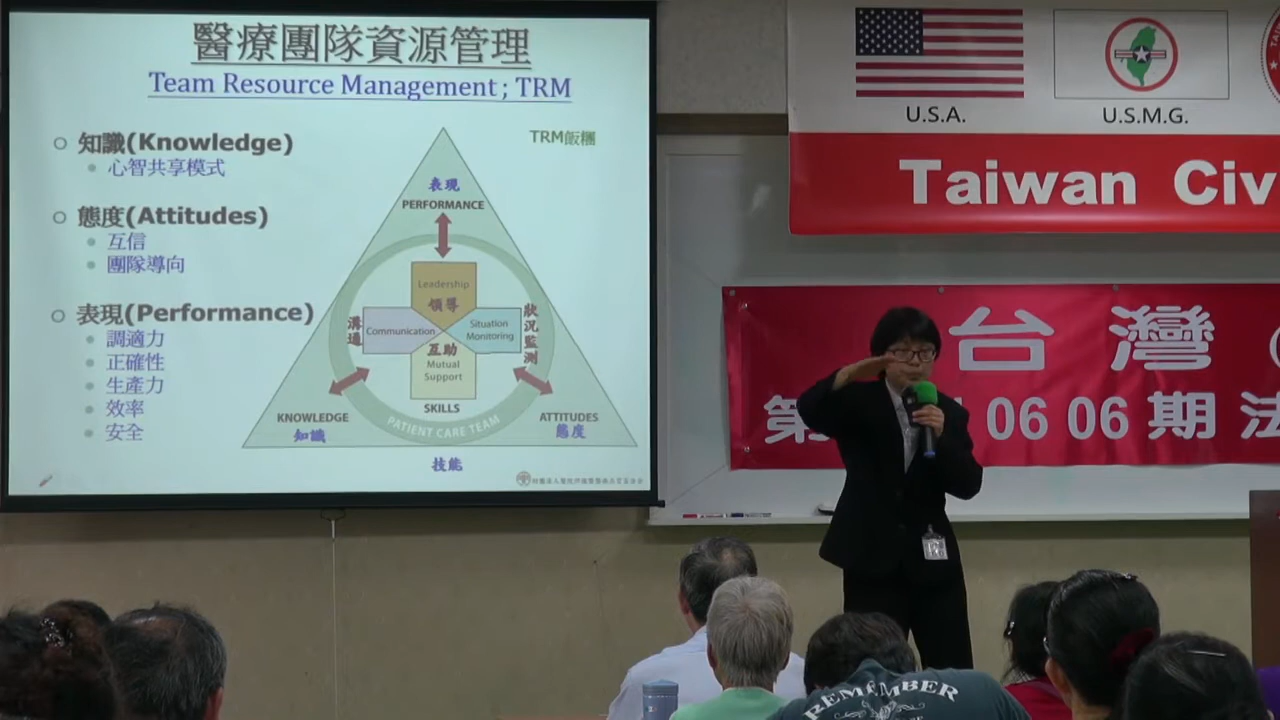 醫療團隊資源管理
Team Resource Management ; TRM
知識(Knowledge)
心智共享模式
態度(Attitudes)
互信
團隊導向
表現(Performance)
調適力
正確性
生產力
效率
安全
TRM飯糰
表現
PERFORMANCE
Leadership
領導
溝通
Communication
Situation
Monitoring
狀況監測
互助
Mutual
Support
SKILLS
KNOWLEDGE
知識
ATTITUDES
態度
PATIENT CARE TEAM
技能
U.S.A.
U.S.M.G.
Taiwan Civ
台灣
第
06 06 期 法
REMEMBER